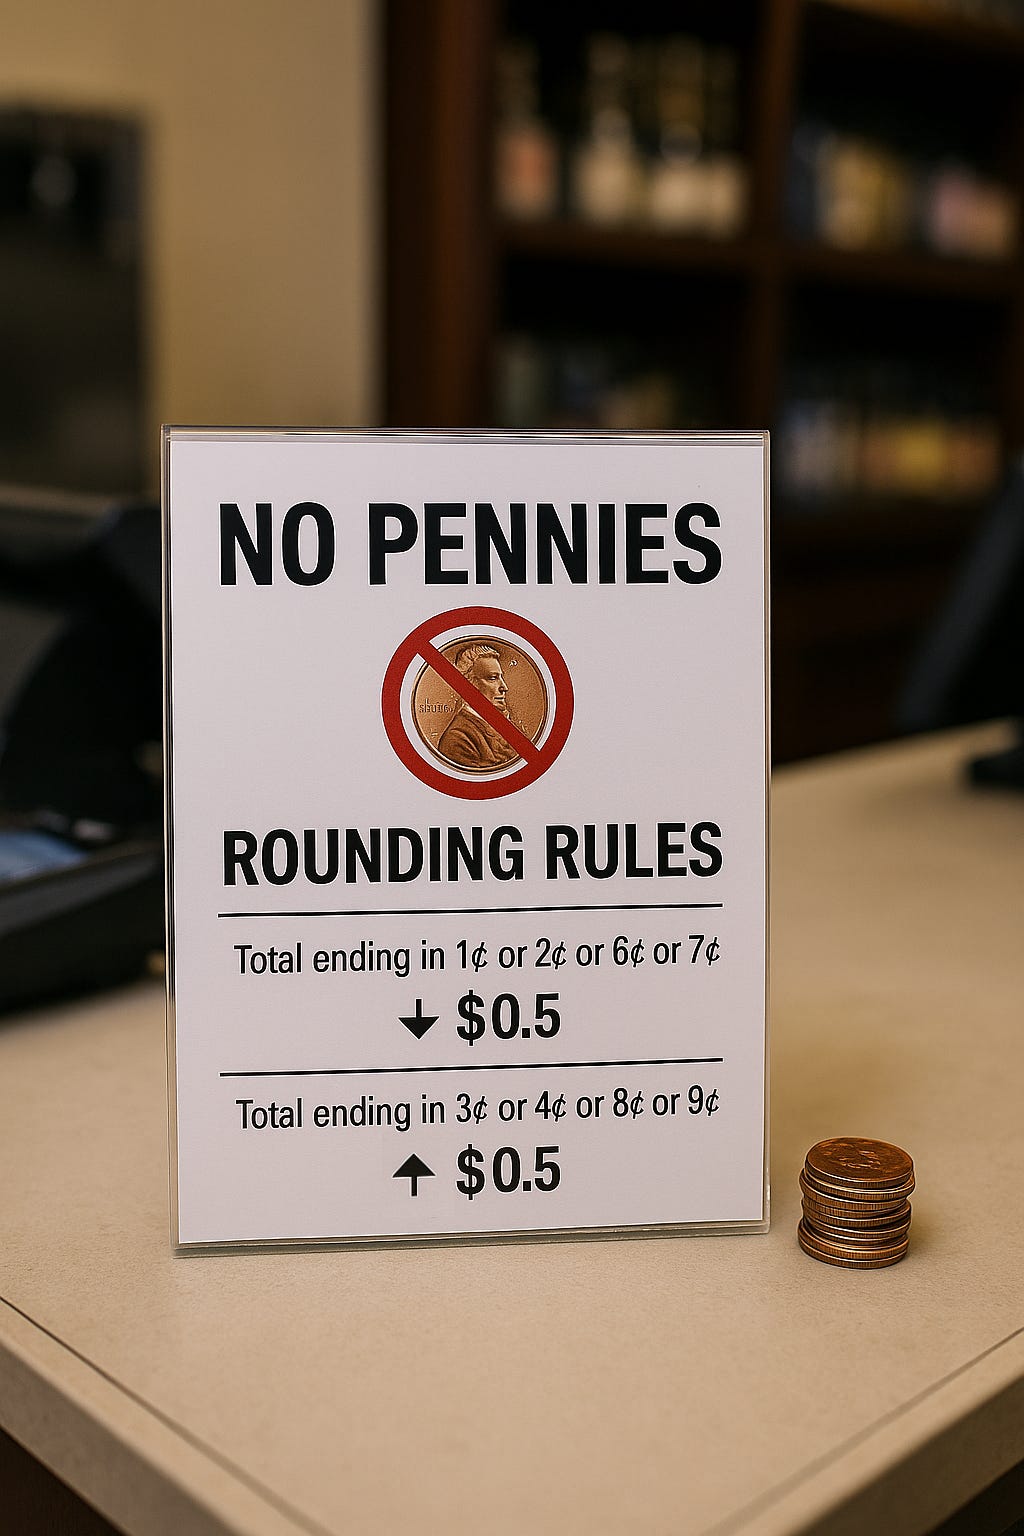 NO PENNIES
ROUNDING RULES
Total ending in 1¢ or 2¢ or 6¢ or 7¢
↓ $0.5
Total ending in 3¢ or 4¢ or 8¢ or 9¢
↑ $0.5